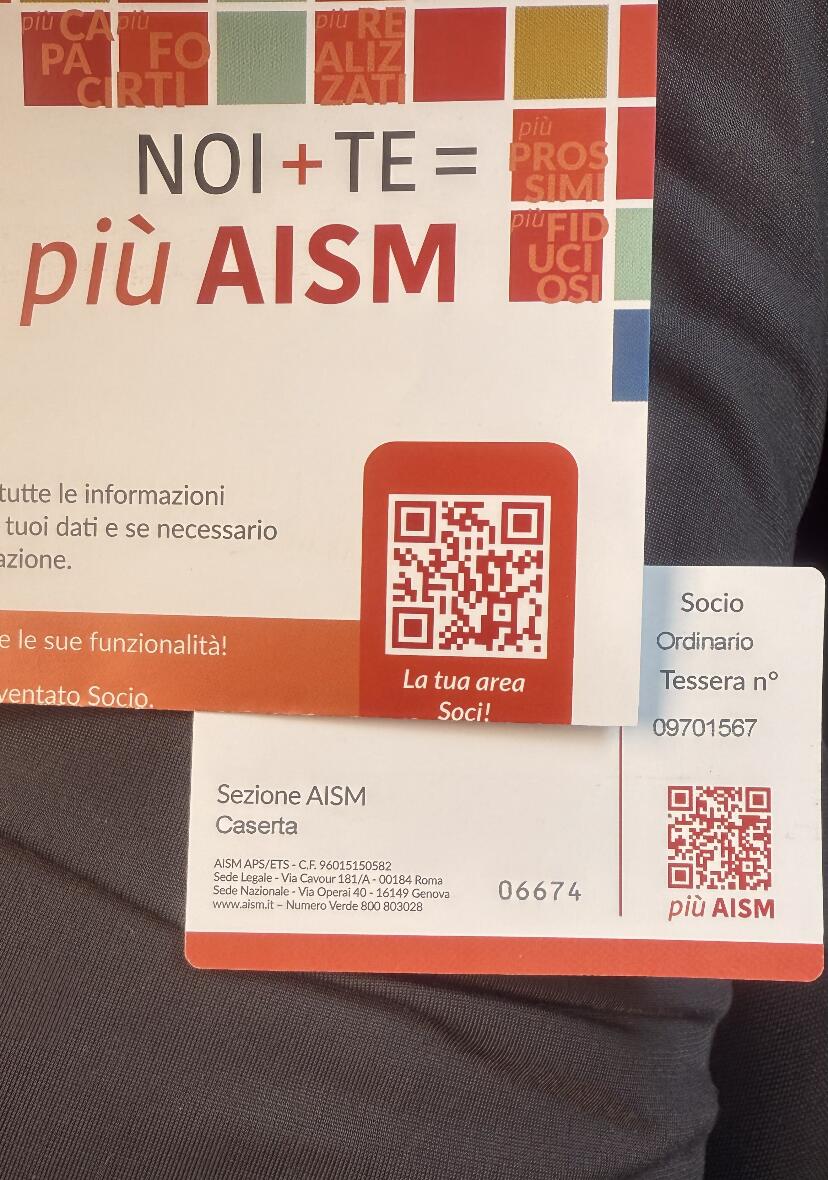 più CA
PA
CI
più
FO
RTI
più RE
ALIZ
ZATI
NOI + TE =
più AISM
più
PROS
SIMI
più FID
UCI
OSI
tutte le informazioni
tuoi dati e se necessario
azione.
e le sue funzionalità!
ventato Socio.
La tua area
Soci!
Socio
Ordinario
Tessera n°
09701567
Sezione AISM
Caserta
AISM APS/ETS - C.F. 96015150582
Sede Legale - Via Cavour 181/A - 00184 Roma
Sede Nazionale - Via Operai 40 - 16149 Genova
www.aism.it – Numero Verde 800 803028
06674
più AISM